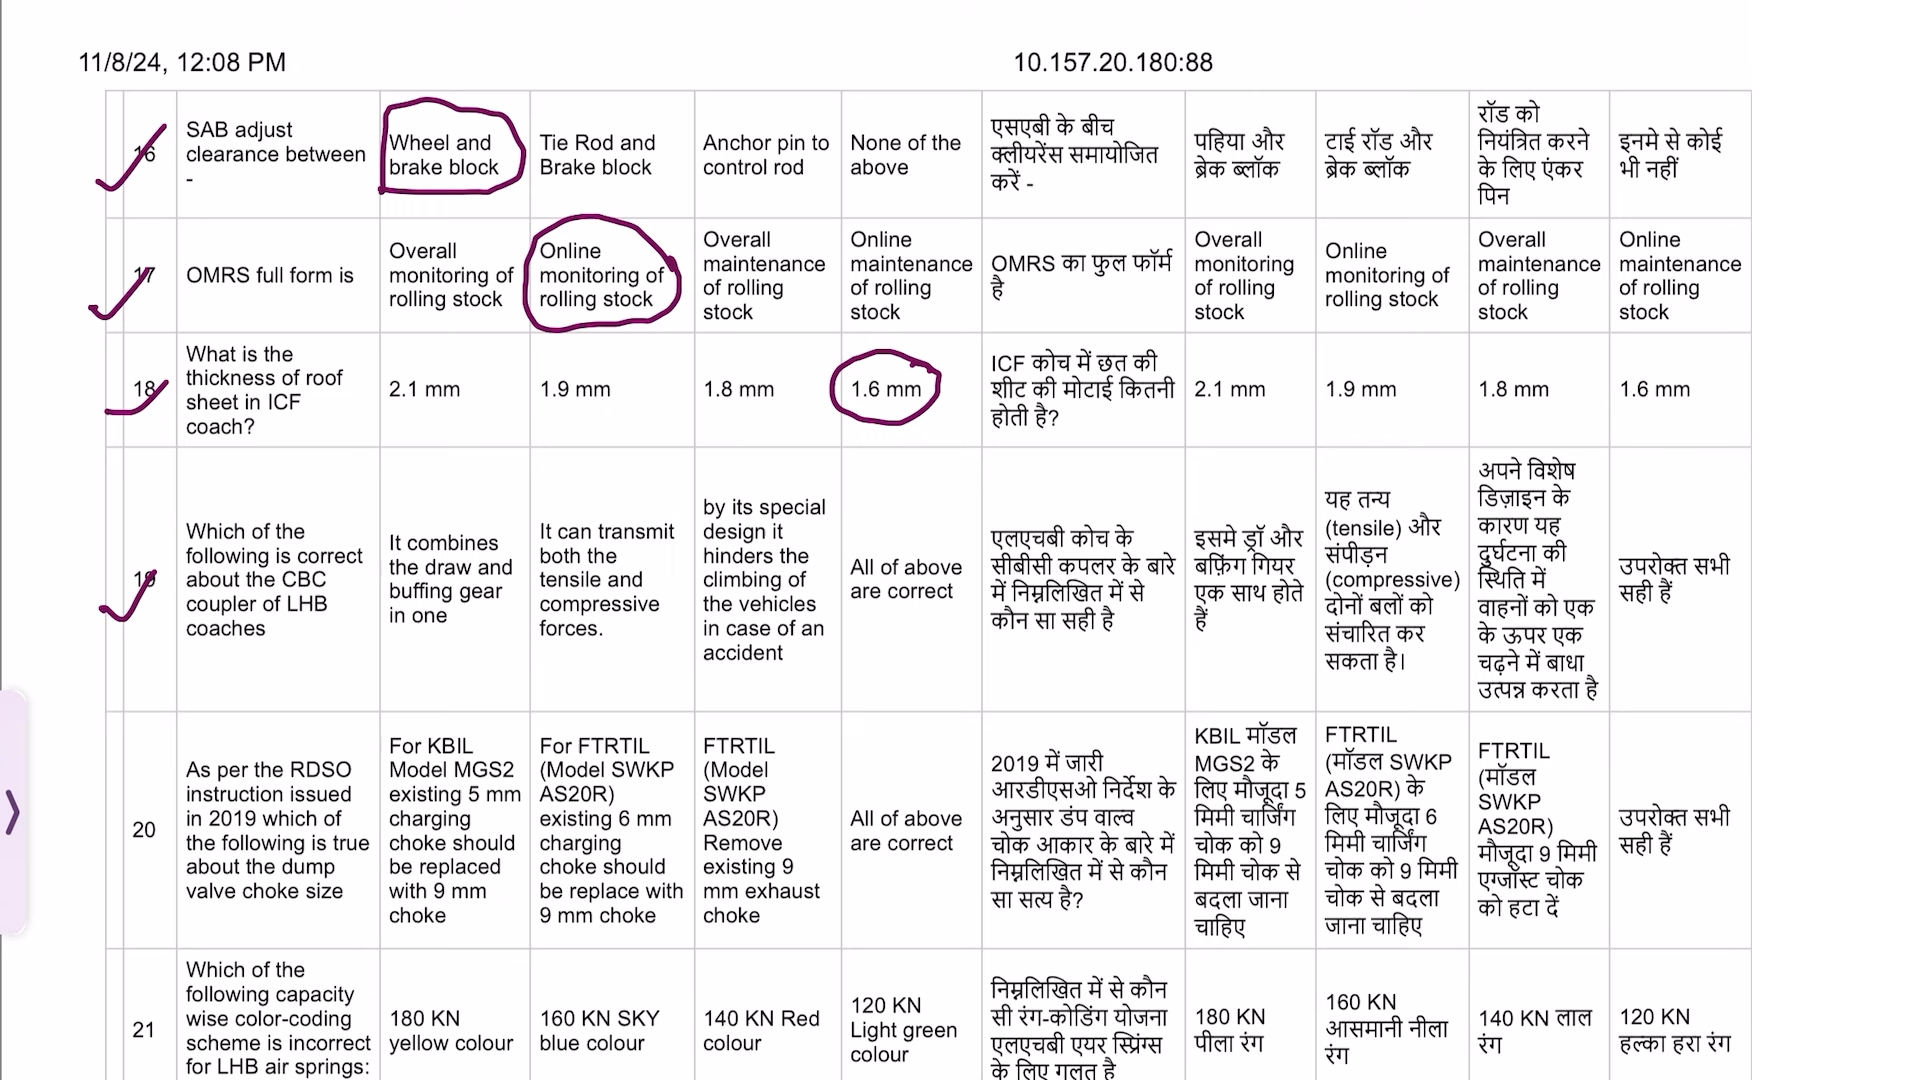 11/8/24, 12:08 PM
10.157.20.180:88
16
SAB adjust
clearance between
-
Wheel and
brake block
Tie Rod and
Brake block
Anchor pin to
control rod
None of the
above
एसएबी के बीच
क्लीयरेंस समायोजित
करें -
पहिया और
ब्रेक ब्लॉक
टाई रॉड और
ब्रेक ब्लॉक
रॉड को
नियंत्रित करने
के लिए एंकर
पिन
इनमे से कोई
भी नहीं
17
OMRS full form is
Overall
monitoring of
rolling stock
Online
monitoring of
rolling stock
Overall
maintenance
of rolling
stock
Online
maintenance
of rolling
stock
OMRS का फुल फॉर्म
है
Overall
monitoring
of rolling
stock
Online
monitoring of
rolling stock
Overall
maintenance
of rolling
stock
Online
maintenance
of rolling
stock
18
What is the
thickness of roof
sheet in ICF
coach?
2.1 mm
1.9 mm
1.8 mm
1.6 mm
ICF कोच में छत की
शीट की मोटाई कितनी
होती है?
2.1 mm
1.9 mm
1.8 mm
1.6 mm
19
Which of the
following is correct
about the CBC
coupler of LHB
coaches
It combines
the draw and
buffing gear
in one
It can transmit
both the
tensile and
compressive
forces.
by its special
design it
hinders the
climbing of
the vehicles
in case of an
accident
All of above
are correct
एलएचबी कोच के
सीबीसी कपलर के बारे
में निम्नलिखित में से
कौन सा सही है
इसमे ड्रॉ और
बफ़िंग गियर
एक साथ होते
हैं
यह तन्य
(tensile) और
संपीड़न
(compressive)
दोनों बलों को
संचारित कर
सकता है।
अपने विशेष
डिज़ाइन के
कारण यह
दुर्घटना की
स्थिति में
वाहनों को एक
के ऊपर एक
चढ़ने में बाधा
उत्पन्न करता है
उपरोक्त सभी
सही हैं
20
As per the RDSO
instruction issued
in 2019 which of
the following is true
about the dump
valve choke size
For KBIL
Model MGS2
existing 5 mm
charging
choke should
be replaced
with 9 mm
choke
For FTRTIL
(Model SWKP
AS20R)
existing 6 mm
charging
choke should
be replace with
9 mm choke
FTRTIL
(Model
SWKP
AS20R)
Remove
existing 9
mm exhaust
choke
All of above
are correct
2019 में जारी
आरडीएसओ निर्देश के
अनुसार डंप वाल्व
चोक आकार के बारे में
निम्नलिखित में से कौन
सा सत्य है?
KBIL मॉडल
MGS2 के
लिए मौजूदा 5
मिमी चार्जिंग
चोक को 9
मिमी चोक से
बदला जाना
चाहिए
FTRTIL
(मॉडल SWKP
AS20R) के
लिए मौजूदा 6
मिमी चार्जिंग
चोक को 9 मिमी
चोक से बदला
जाना चाहिए
FTRTIL
(मॉडल
SWKP
AS20R)
मौजूदा 9 मिमी
एग्जॉस्ट चोक
को हटा दें
उपरोक्त सभी
सही हैं
21
Which of the
following capacity
wise color-coding
scheme is incorrect
for LHB air springs:
180 KN
yellow colour
160 KN SKY
blue colour
140 KN Red
colour
120 KN
Light green
colour
निम्नलिखित में से कौन
सी रंग-कोडिंग योजना
एलएचबी एयर स्प्रिंग्स
के लिए गलत है
180 KN
पीला रंग
160 KN
आसमानी नीला
रंग
140 KN लाल
रंग
120 KN
हल्का हरा रंग